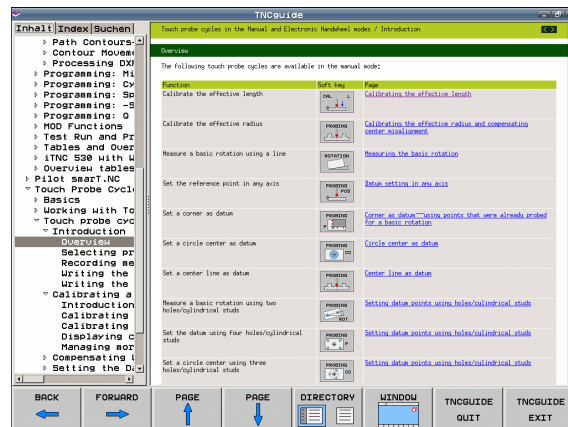 TNCguide
Inhalt Index Suchen
Path Contours-
Contour Moveme
Processing DXF
Programming: Mi
Programming: Cy
Programming: Sp
Programming: -S
Programming: Q
MOD Functions
Test Run and Pr
Tables and Over
iTNC 530 with W
Overview tables
Pilot smarT.NC
Touch Probe Cycl
Basics
Working with To
Touch probe cyc
Introduction
Overview
Selecting pr
Recording me
Writing the
Writing the
Calibrating a
Introduction
Calibrating
Calibrating
Displaying c
Managing mor
Compensating W
Setting the Da
Touch probe cycles in the Manual and Electronic Handwheel modes / Introduction
Overview
The following touch probe cycles are available in the manual mode:
Function Soft key Page
Calibrate the effective length CAL. L Calibrating the effective length
Calibrate the effective radius PROBING Calibrating the effective radius and compensating
center misalignment
Measure a basic rotation using a line ROTATION Measuring the basic rotation
Set the reference point in any axis PROBING POS Datum setting in any axis
Set a corner as datum PROBING P Corner as datum—using points that were already probed
for a basic rotation
Set a circle center as datum PROBING CC Circle center as datum
Set a center line as datum PROBING Center line as datum
Measure a basic rotation using two
holes/cylindrical studs PROBING ROT Setting datum points using holes/cylindrical studs
Set the datum using four holes/cylindrical
studs PROBING P Setting datum points using holes/cylindrical studs
Set a circle center using three
holes/cylindrical studs PROBING CC Setting datum points using holes/cylindrical studs
BACK FORWARD PAGE PAGE DIRECTORY WINDOW TNCGUIDE TNCGUIDE
QUIT EXIT